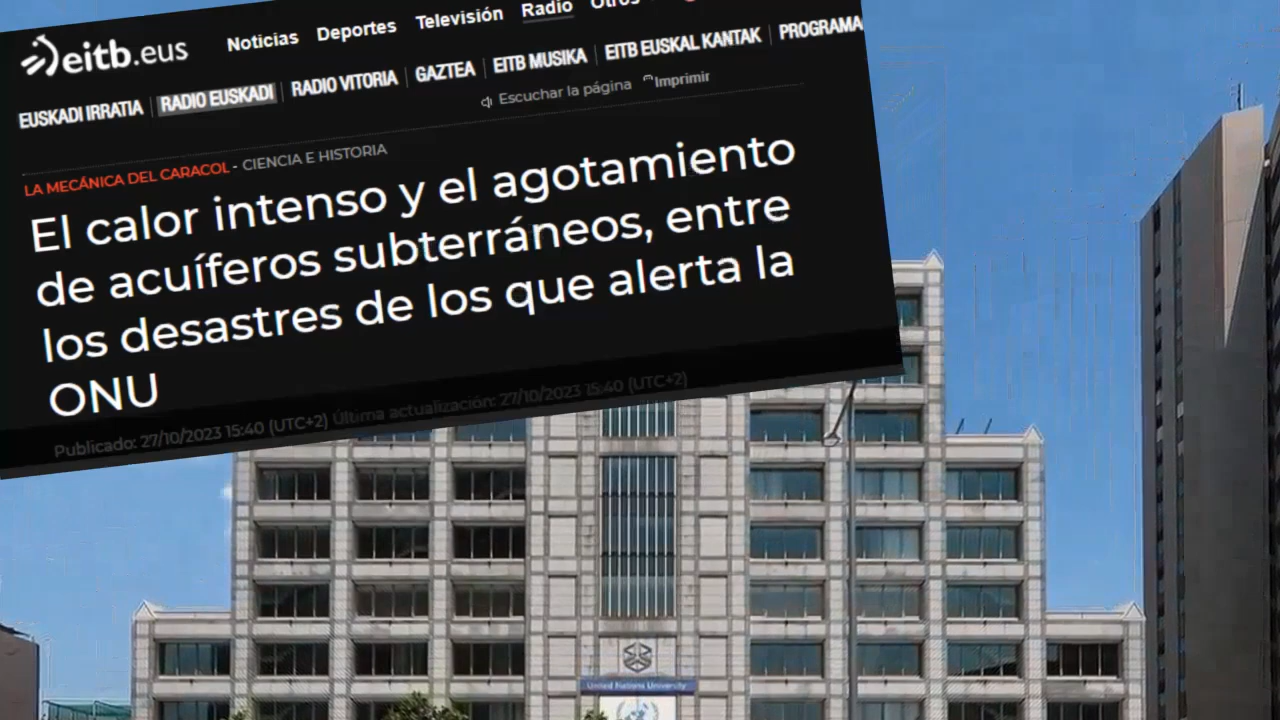 eitb.eus
Noticias Deportes Televisión Radio Otros
EUSKADI IRRATIA RADIO EUSKADI RADIO VITORIA GAZTEA EITB MUSIKA EITB EUSKAL KANTAK PROGRAMA
Escuchar la página Imprimir
LA MECÁNICA DEL CARACOL - CIENCIA E HISTORIA
El calor intenso y el agotamiento
de acuíferos subterráneos, entre
los desastres de los que alerta la
ONU
Publicado: 27/10/2023 15:40 (UTC+2) Última actualización: 27/10/2023 15:40 (UTC+2)
United Nations University